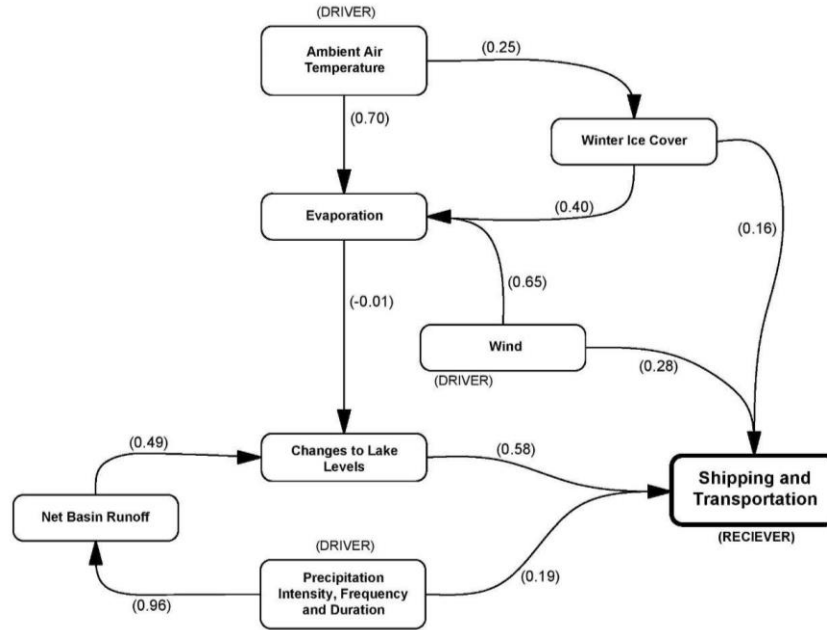 (DRIVER)
Ambient Air
Temperature
(0.25)
(0.70)
Winter Ice Cover
Evaporation
(0.40)
(0.16)
(0.65)
(-0.01)
Wind
(DRIVER)
(0.28)
(0.49)
Changes to Lake
Levels
(0.58)
Shipping and
Transportation
(RECIEVER)
Net Basin Runoff
(DRIVER)
Precipitation
Intensity, Frequency
and Duration
(0.96)
(0.19)